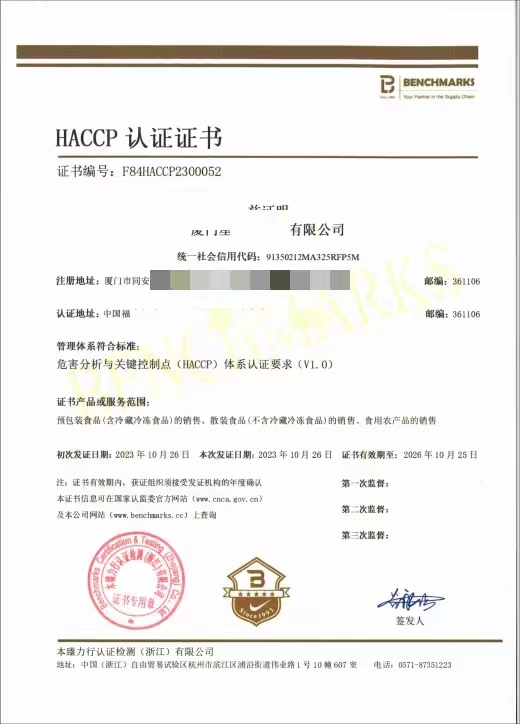 BENCHMARKS
Your Partner in the Supply Chain
HACCP 认证证书
证书编号：F84HACCP2300052
兹证明
厦门 有限公司
统一社会信用代码：91350212MA325RFP5M
注册地址：厦门市同安 邮编：361106
认证地址：中国福 邮编：361106
管理体系符合标准：
危害分析与关键控制点（HACCP）体系认证要求（V1.0）
证书产品或服务范围：
预包装食品(含冷藏冷冻食品)的销售、散装食品(不含冷藏冷冻食品)的销售、食用农产品的销售
初次发证日期：2023 年 10 月 26 日 本次发证日期：2023 年 10 月 26 日 证书有效期至：2026 年 10 月 25 日
注：证书有效期内，获证组织须接受发证机构的年度确认 第一次监督：
本证书信息可在国家认监委官方网站（www.cnca.gov.cn） 第二次监督：
及本公司网站（www.benchmarks.cc）上查询
第三次监督：
Benchmarks Certification & Testing (Zhejiang) Co., Ltd.
本臻力行认证检测(浙江)有限公司
证书专用章
B
Since1993
签发人
BENCHMARKS
本臻力行认证检测（浙江）有限公司
地址：中国（浙江）自由贸易试验区杭州市滨江区浦沿街道伟业路 1 号 10 幢 607 室 电话：0571-87351223